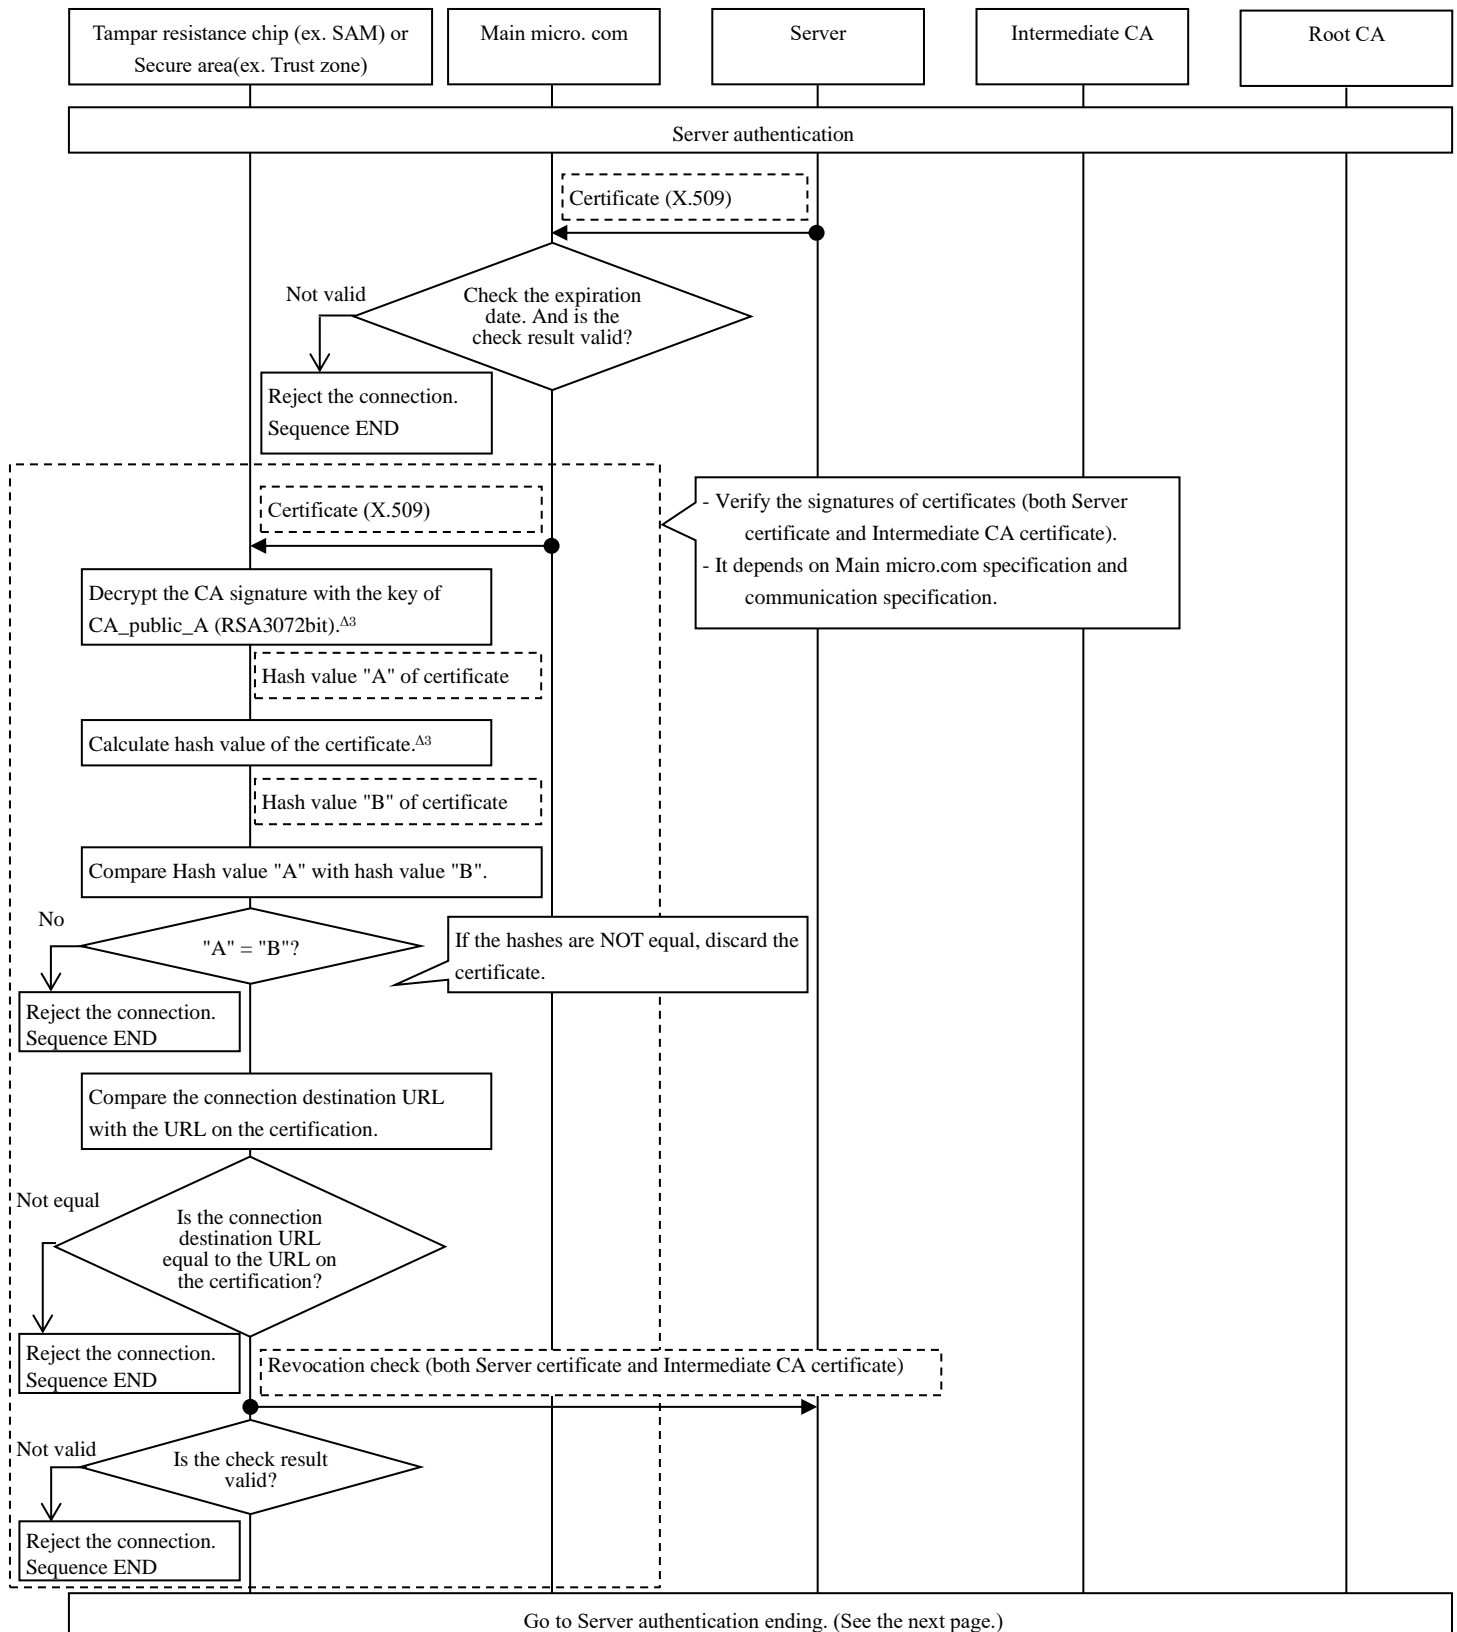 Tampar resistance chip (ex. SAM) or
Secure area(ex. Trust zone)
Main micro. com
Server
Intermediate CA
Root CA
Server authentication
Certificate (X.509)
Not valid
Check the expiration
date. And is the
check result valid?
Reject the connection.
Sequence END
Certificate (X.509)
- Verify the signatures of certificates (both Server
certificate and Intermediate CA certificate).
- It depends on Main micro.com specification and
communication specification.
Decrypt the CA signature with the key of
CA_public_A (RSA3072bit).Δ3
Hash value "A" of certificate
Calculate hash value of the certificate.Δ3
Hash value "B" of certificate
Compare Hash value "A" with hash value "B".
No
"A" = "B"?
If the hashes are NOT equal, discard the
certificate.
Reject the connection.
Sequence END
Compare the connection destination URL
with the URL on the certification.
Not equal
Is the connection
destination URL
equal to the URL on
the certification?
Reject the connection.
Sequence END
Revocation check (both Server certificate and Intermediate CA certificate)
Not valid
Is the check result
valid?
Reject the connection.
Sequence END
Go to Server authentication ending. (See the next page.)